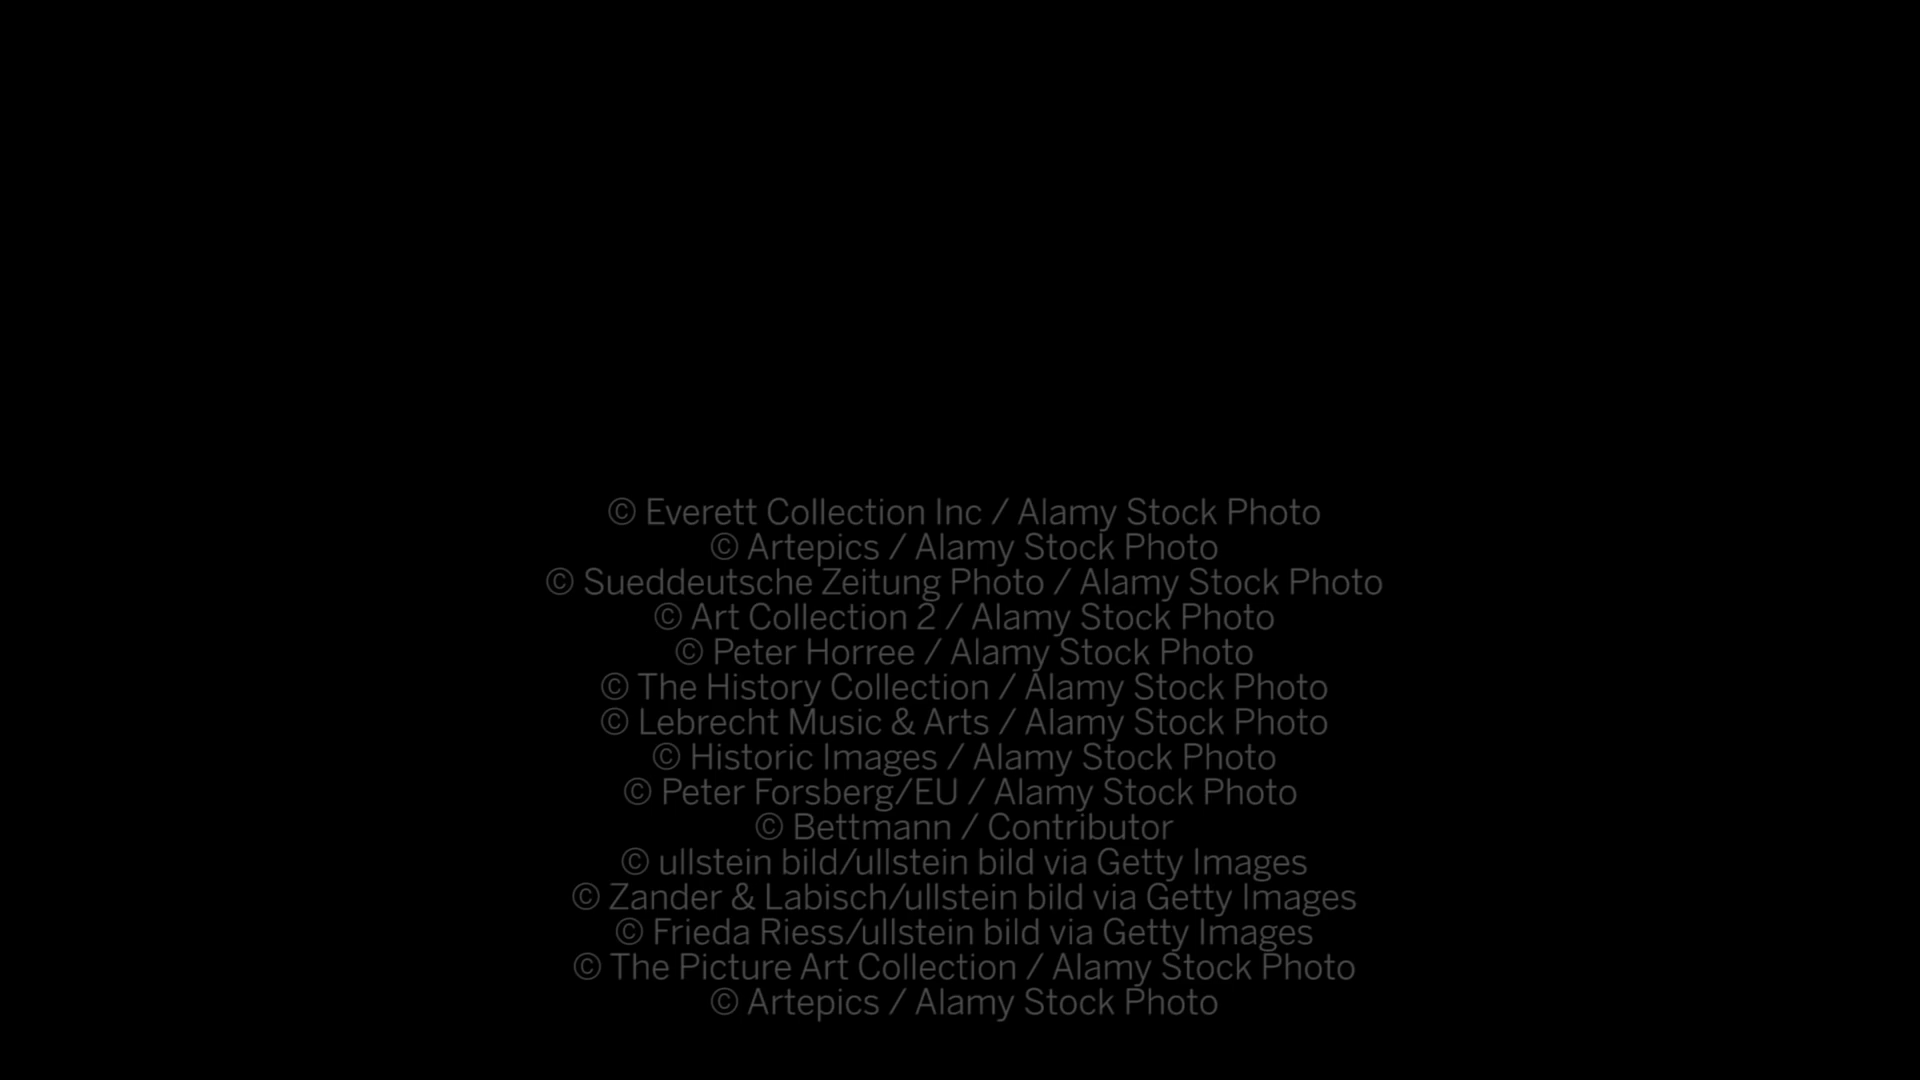 © Everett Collection Inc / Alamy Stock Photo
© Artepics / Alamy Stock Photo
© Sueddeutsche Zeitung Photo / Alamy Stock Photo
© Art Collection 2 / Alamy Stock Photo
© Peter Horree / Alamy Stock Photo
© The History Collection / Alamy Stock Photo
© Lebrecht Music & Arts / Alamy Stock Photo
© Historic Images / Alamy Stock Photo
© Peter Forsberg/EU / Alamy Stock Photo
© Bettmann / Contributor
© ullstein bild/ullstein bild via Getty Images
© Zander & Labisch/ullstein bild via Getty Images
© Frieda Riess/ullstein bild via Getty Images
© The Picture Art Collection / Alamy Stock Photo
© Artepics / Alamy Stock Photo